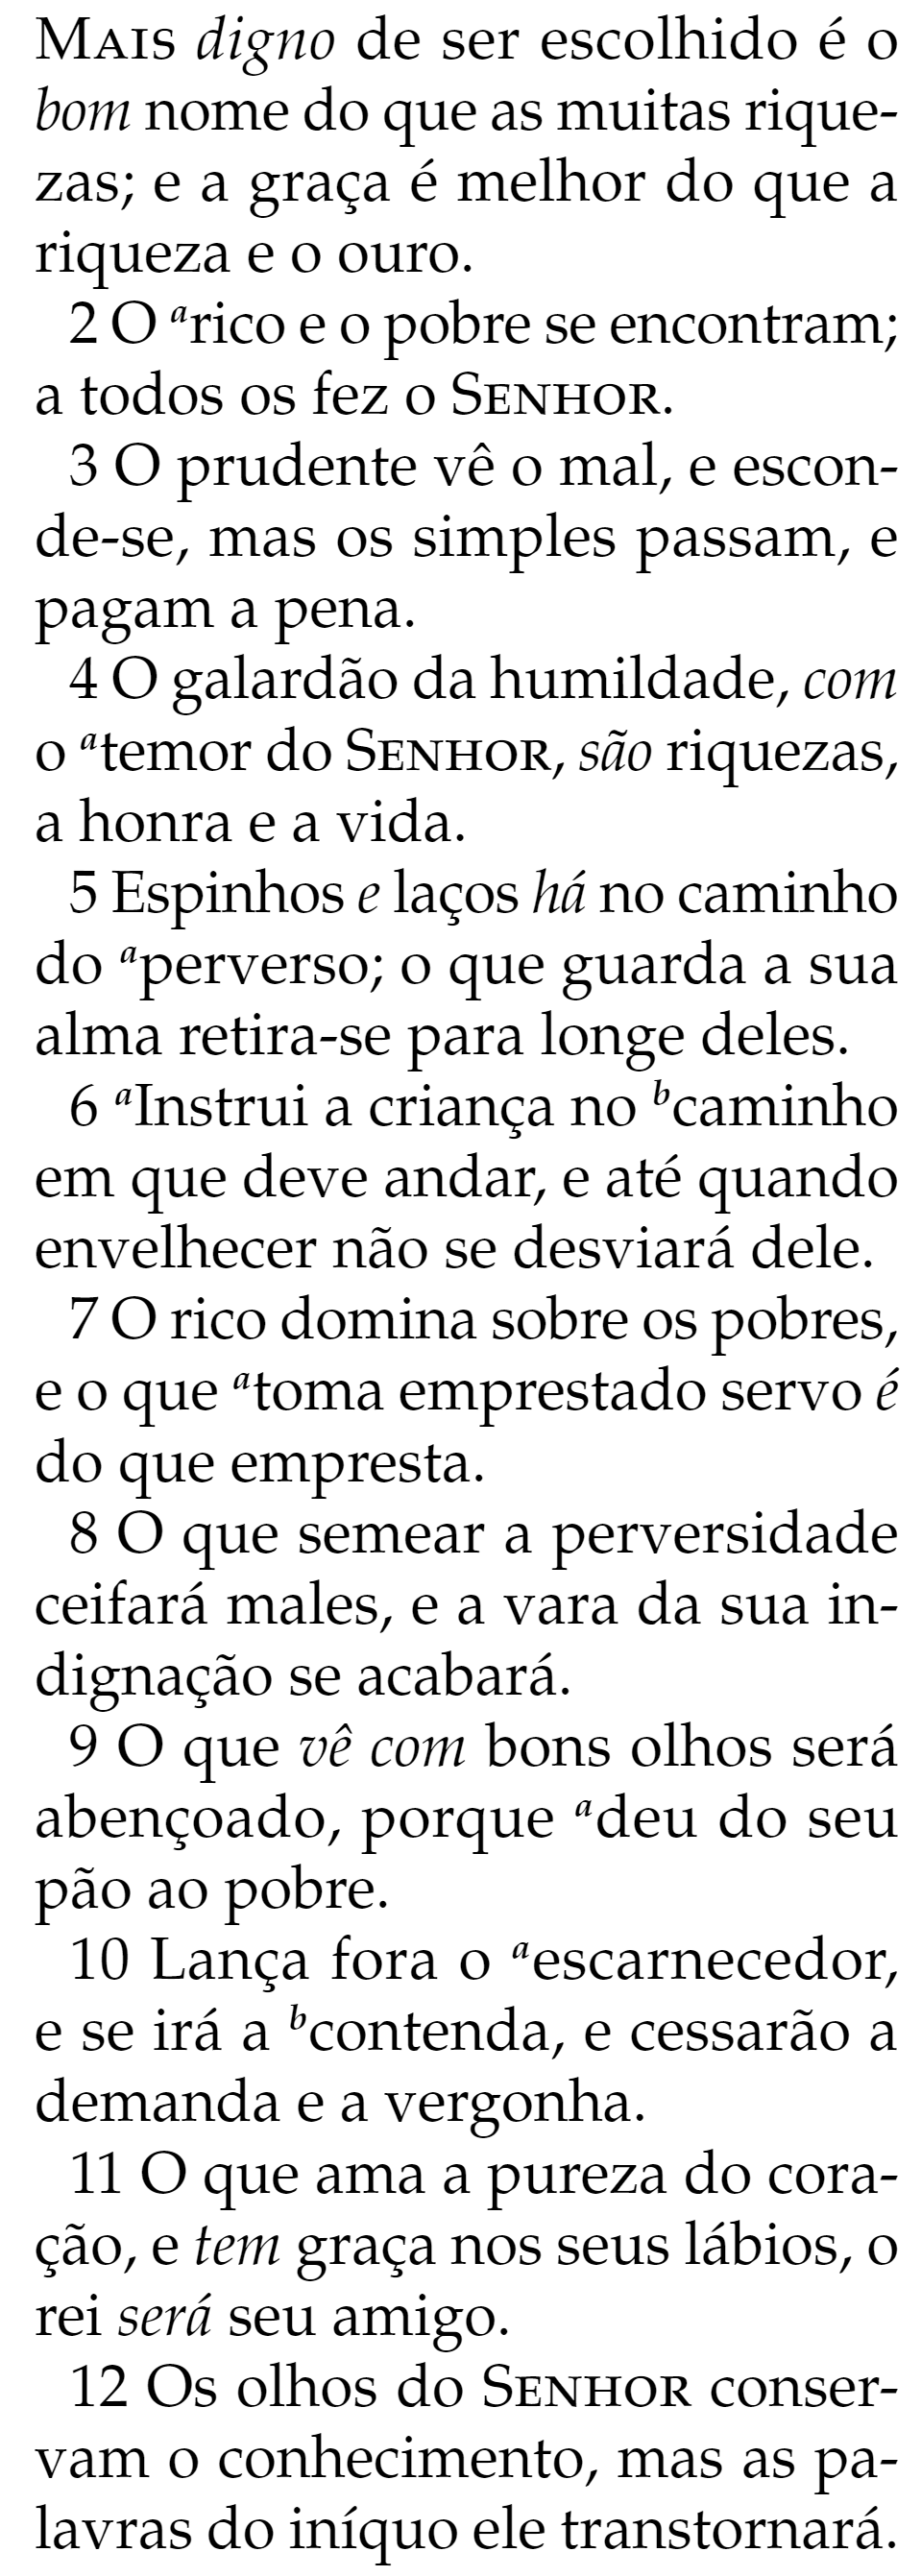 MAIS digno de ser escolhido é o
bom nome do que as muitas rique-
zas; e a graça é melhor do que a
riqueza e o ouro.
2 O ᵃrico e o pobre se encontram;
a todos os fez o SENHOR.
3 O prudente vê o mal, e escon-
de-se, mas os simples passam, e
pagam a pena.
4 O galardão da humildade, com
o ᵃtemor do SENHOR, são riquezas,
a honra e a vida.
5 Espinhos e laços há no caminho
do ᵃperverso; o que guarda a sua
alma retira-se para longe deles.
6 ᵃInstrui a criança no ᵇcaminho
em que deve andar, e até quando
envelhecer não se desviará dele.
7 O rico domina sobre os pobres,
e o que ᵃtoma emprestado servo é
do que empresta.
8 O que semear a perversidade
ceifará males, e a vara da sua in-
dignação se acabará.
9 O que vê com bons olhos será
abençoado, porque ᵃdeu do seu
pão ao pobre.
10 Lança fora o ᵃescarnecedor,
e se irá a ᵇcontenda, e cessarão a
demanda e a vergonha.
11 O que ama a pureza do cora-
ção, e tem graça nos seus lábios, o
rei será seu amigo.
12 Os olhos do SENHOR conser-
vam o conhecimento, mas as pa-
lavras do iníquo ele transtornará.